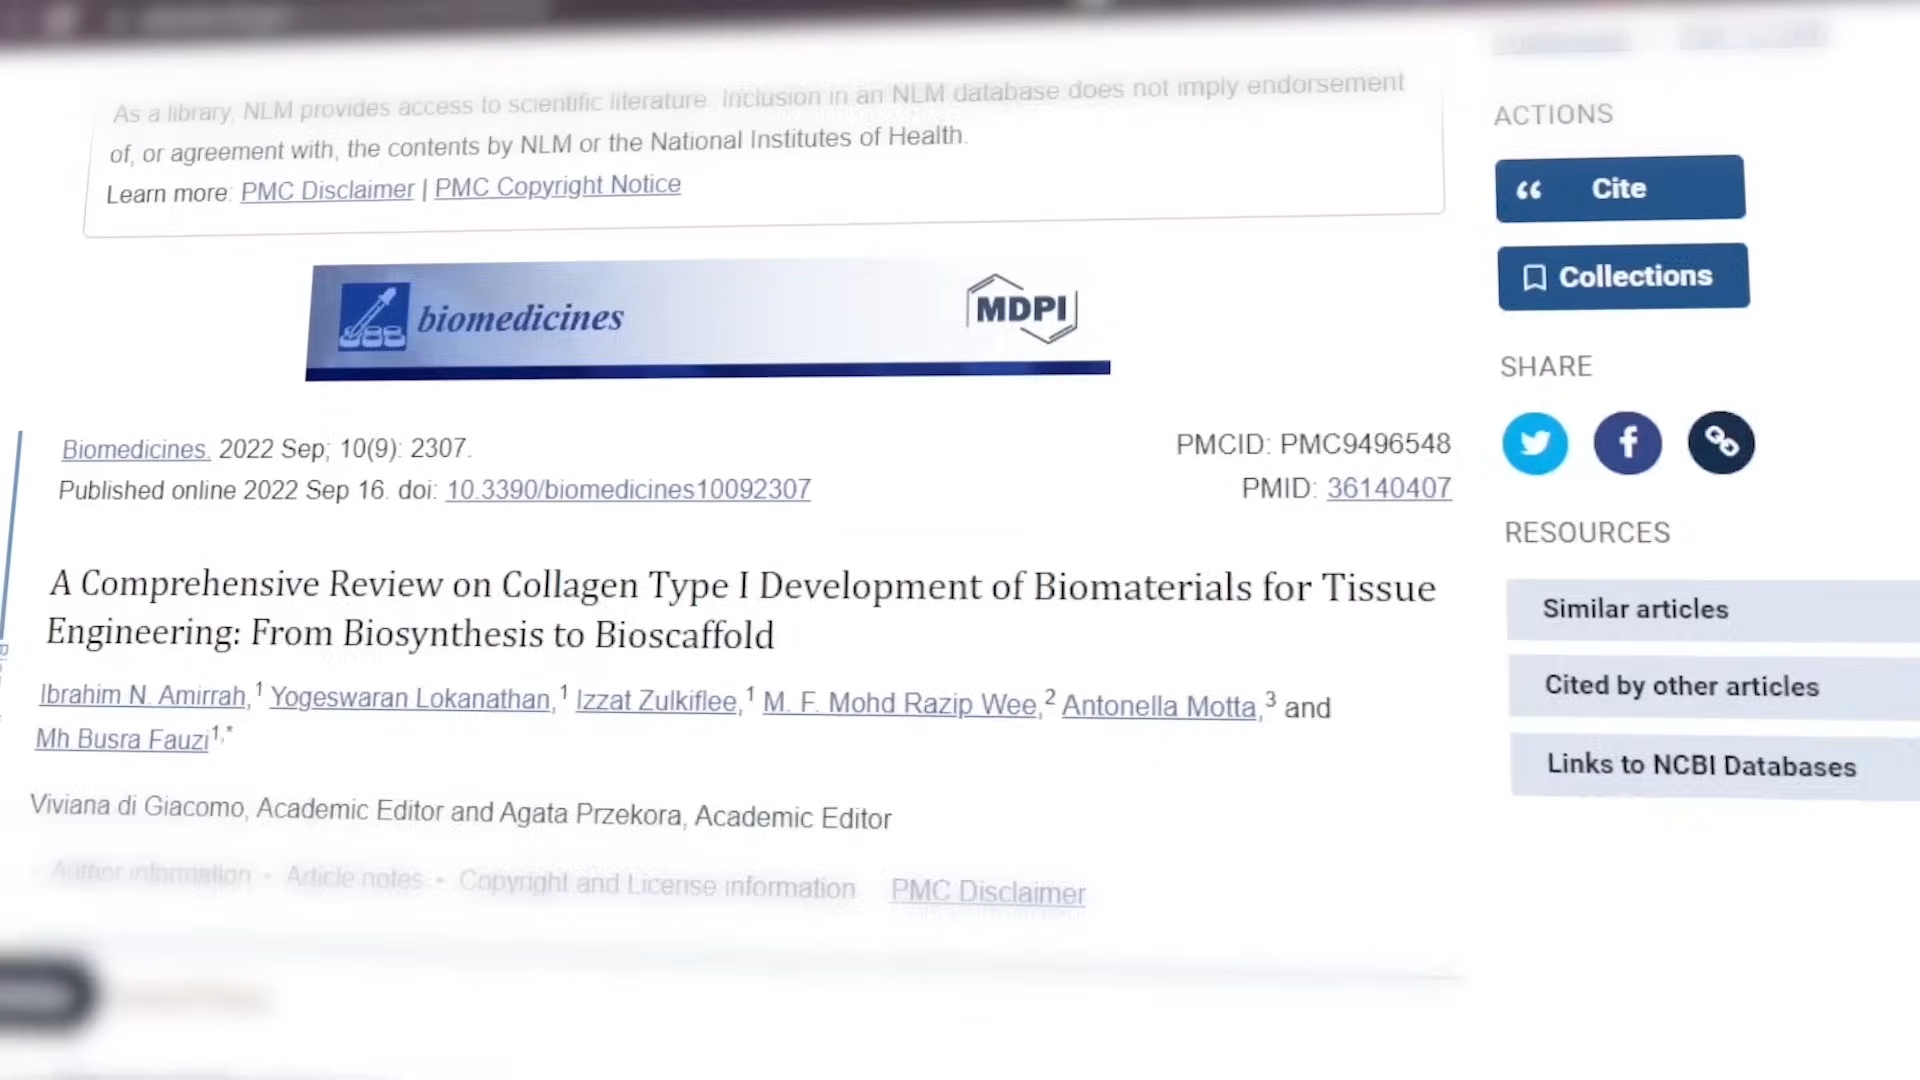 As a library, NLM provides access to scientific literature. Inclusion in an NLM database does not imply endorsement
of, or agreement with, the contents by NLM or the National Institutes of Health.
Learn more: PMC Disclaimer | PMC Copyright Notice
biomedicines
MDPI
Biomedicines. 2022 Sep; 10(9): 2307.
Published online 2022 Sep 16. doi: 10.3390/biomedicines10092307
PMCID: PMC9496548
PMID: 36140407
A Comprehensive Review on Collagen Type I Development of Biomaterials for Tissue
Engineering: From Biosynthesis to Bioscaffold
Ibrahim N. Amirrah,1 Yogeswaran Lokanathan,1 Izzat Zulkiflee,1 M. F. Mohd Razip Wee,2 Antonella Motta,3 and
Mh Busra Fauzi1,*
Viviana di Giacomo, Academic Editor and Agata Przekora, Academic Editor
Author information • Article notes • Copyright and License information PMC Disclaimer
ACTIONS
Cite
Collections
SHARE
RESOURCES
Similar articles
Cited by other articles
Links to NCBI Databases